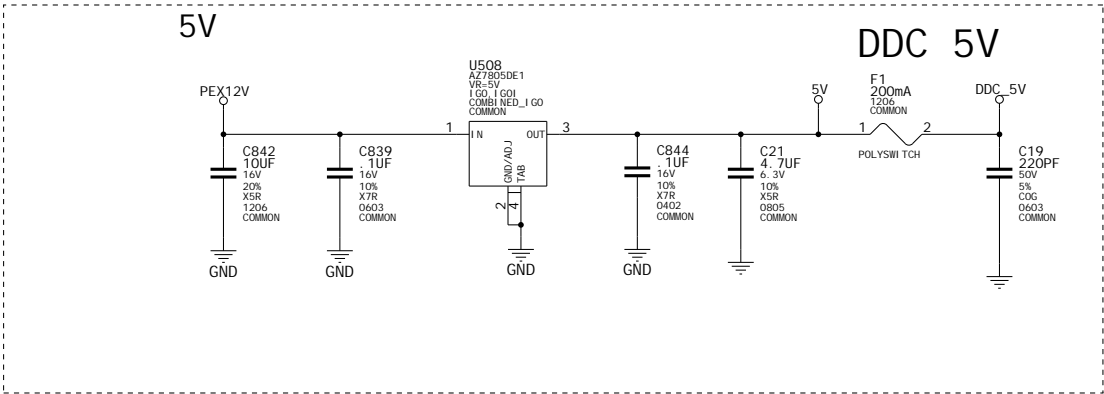 5V
DDC 5V
PEX12V
U508
AZ7805DE1
VR=5V
IGO,IGOI
COMBINED_IGO
COMMON
1
IN
OUT
3
GND/ADJ
TAB
2
4
GND
C842
10UF
16V
20%
X5R
1206
COMMON
GND
C839
.1UF
16V
10%
X7R
0603
COMMON
GND
C844
.1UF
16V
10%
X7R
0402
COMMON
GND
C21
4.7UF
6.3V
10%
X5R
0805
COMMON
5V
F1
200mA
1206
COMMON
1
2
POLYSWITCH
DDC_5V
C19
220PF
50V
5%
COG
0603
COMMON